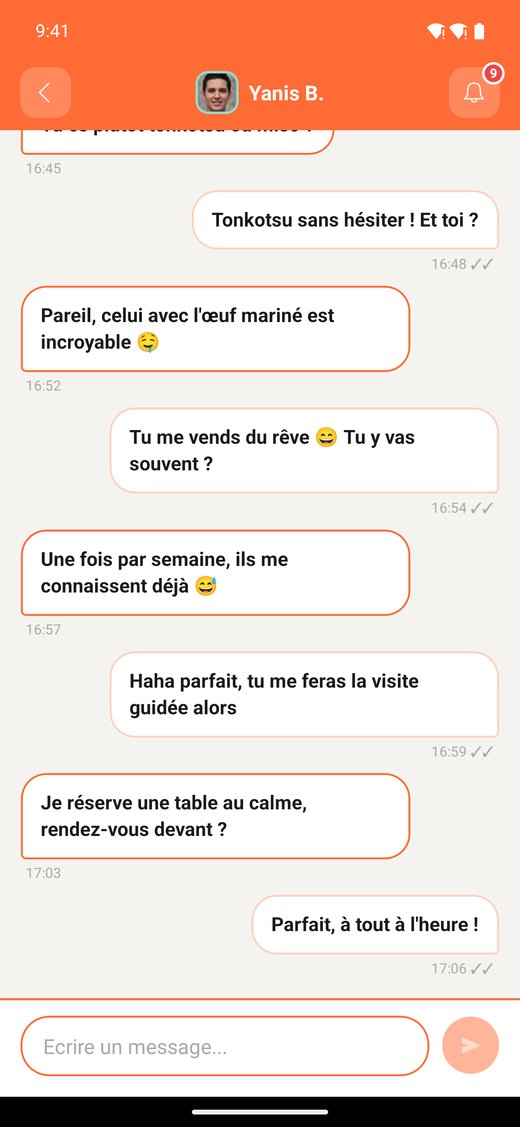 9:41
Yanis B.
9
16:45
Tonkotsu sans hésiter ! Et toi ?
16:48 ✓✓
Pareil, celui avec l'œuf mariné est
incroyable 🤤
16:52
Tu me vends du rêve 😄 Tu y vas
souvent ?
16:54 ✓✓
Une fois par semaine, ils me
connaissent déjà 😅
16:57
Haha parfait, tu me feras la visite
guidée alors
16:59 ✓✓
Je réserve une table au calme,
rendez-vous devant ?
17:03
Parfait, à tout à l'heure !
17:06 ✓✓
Ecrire un message...